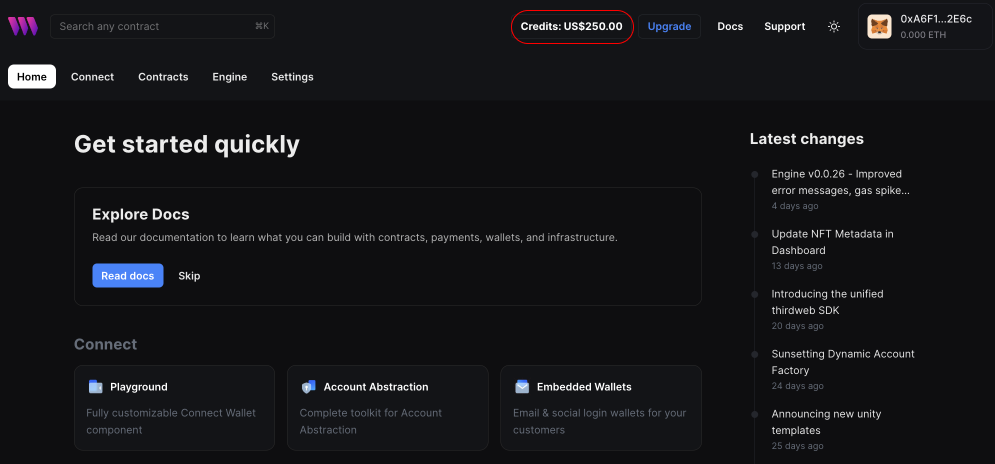 Search any contract
⌘K
Credits: US$250.00
Upgrade
Docs
Support
0xA6F1...2E6c
0.000 ETH
Home
Connect
Contracts
Engine
Settings
Get started quickly
Explore Docs
Read our documentation to learn what you can build with contracts, payments, wallets, and infrastructure.
Read docs
Skip
Connect
Playground
Fully customizable Connect Wallet
component
Account Abstraction
Complete toolkit for Account
Abstraction
Embedded Wallets
Email & social login wallets for your
customers
Latest changes
Engine v0.0.26 - Improved
error messages, gas spike...
4 days ago
Update NFT Metadata in
Dashboard
13 days ago
Introducing the unified
thirdweb SDK
20 days ago
Sunsetting Dynamic Account
Factory
24 days ago
Announcing new unity
templates
25 days ago